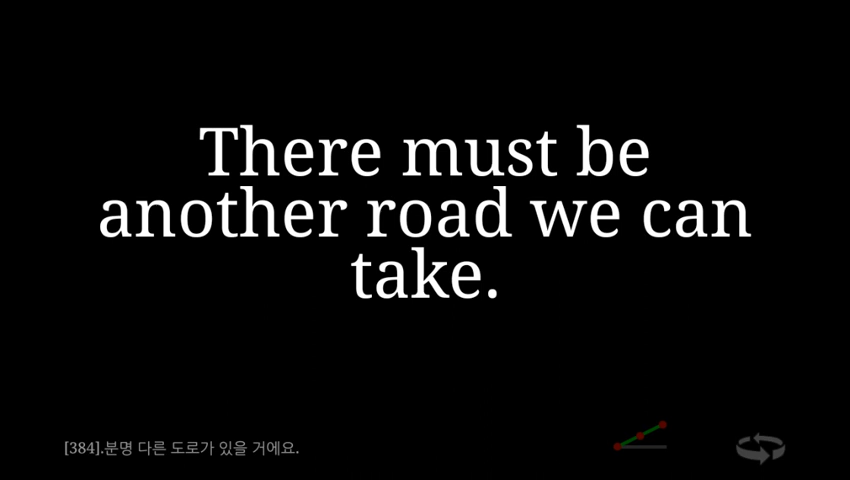 There must be
another road we can
take.
[384].분명 다른 도로가 있을 거에요.